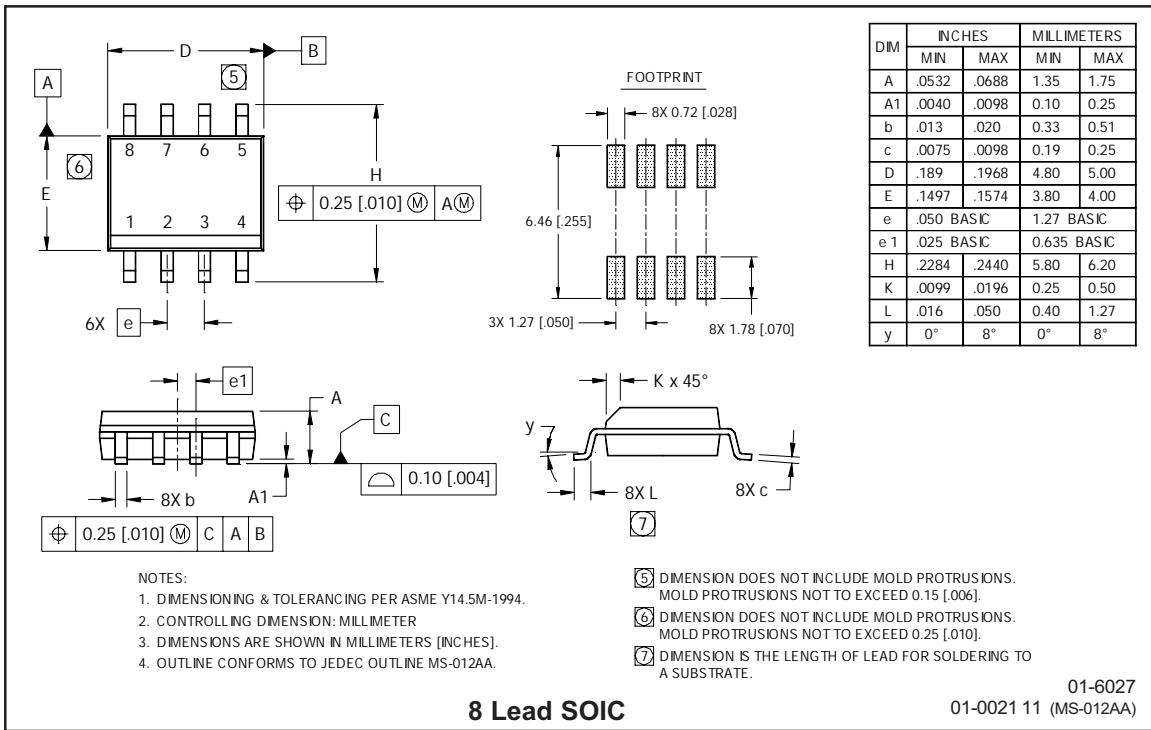 D
B
5
A
8 7 6 5
6
E
H
0.25 [.010] M A M
1 2 3 4
6X e
FOOTPRINT
8X 0.72 [.028]
6.46 [.255]
3X 1.27 [.050]
8X 1.78 [.070]
DIM INCHES MILLIMETERS
MIN MAX MIN MAX
A .0532 .0688 1.35 1.75
A1 .0040 .0098 0.10 0.25
b .013 .020 0.33 0.51
c .0075 .0098 0.19 0.25
D .189 .1968 4.80 5.00
E .1497 .1574 3.80 4.00
e .050 BASIC 1.27 BASIC
e 1 .025 BASIC 0.635 BASIC
H .2284 .2440 5.80 6.20
K .0099 .0196 0.25 0.50
L .016 .050 0.40 1.27
y 0° 8° 0° 8°
e1
A
C
0.10 [.004]
8X b
A1
0.25 [.010] M C A B
K x 45°
y
8X L
7
8X c
NOTES:
1. DIMENSIONING & TOLERANCING PER ASME Y14.5M-1994.
2. CONTROLLING DIMENSION: MILLIMETER
3. DIMENSIONS ARE SHOWN IN MILLIMETERS [INCHES].
4. OUTLINE CONFORMS TO JEDEC OUTLINE MS-012AA.
5 DIMENSION DOES NOT INCLUDE MOLD PROTRUSIONS.
MOLD PROTRUSIONS NOT TO EXCEED 0.15 [.006].
6 DIMENSION DOES NOT INCLUDE MOLD PROTRUSIONS.
MOLD PROTRUSIONS NOT TO EXCEED 0.25 [.010].
7 DIMENSION IS THE LENGTH OF LEAD FOR SOLDERING TO
A SUBSTRATE.
8 Lead SOIC
01-6027
01-0021 11 (MS-012AA)